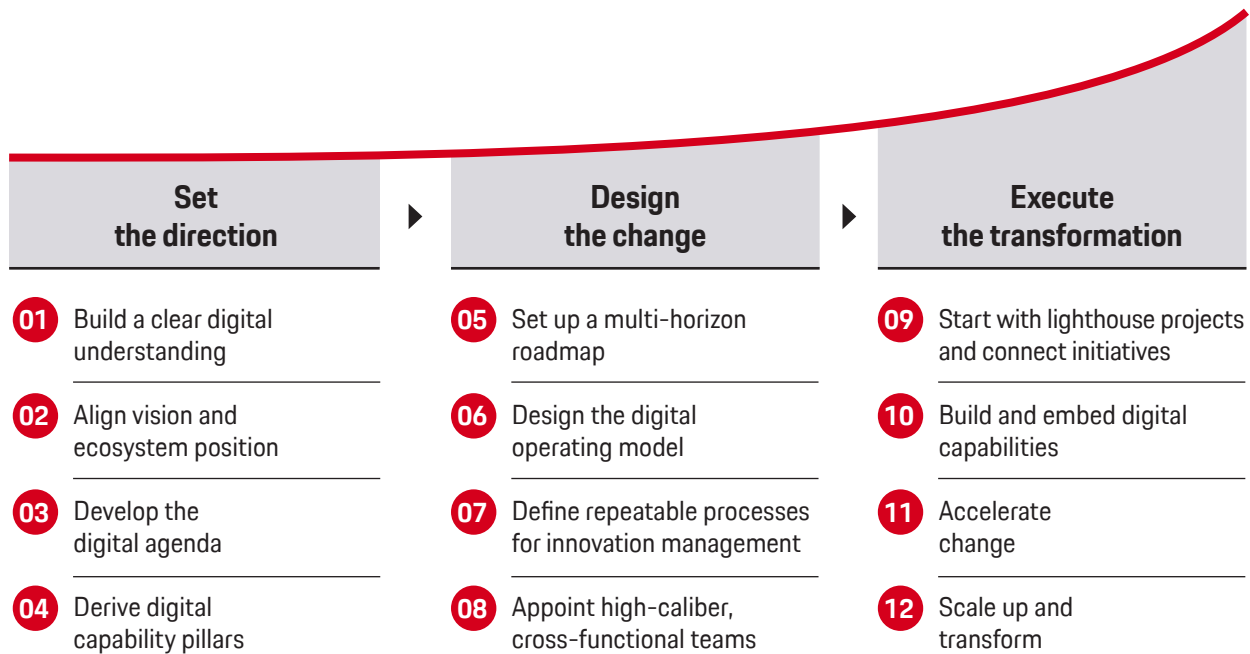 Set
the direction
01 Build a clear digital
understanding
02 Align vision and
ecosystem position
03 Develop the
digital agenda
04 Derive digital
capability pillars
Design
the change
05 Set up a multi-horizon
roadmap
06 Design the digital
operating model
07 Define repeatable processes
for innovation management
08 Appoint high-caliber,
cross-functional teams
Execute
the transformation
09 Start with lighthouse projects
and connect initiatives
10 Build and embed digital
capabilities
11 Accelerate
change
12 Scale up and
transform